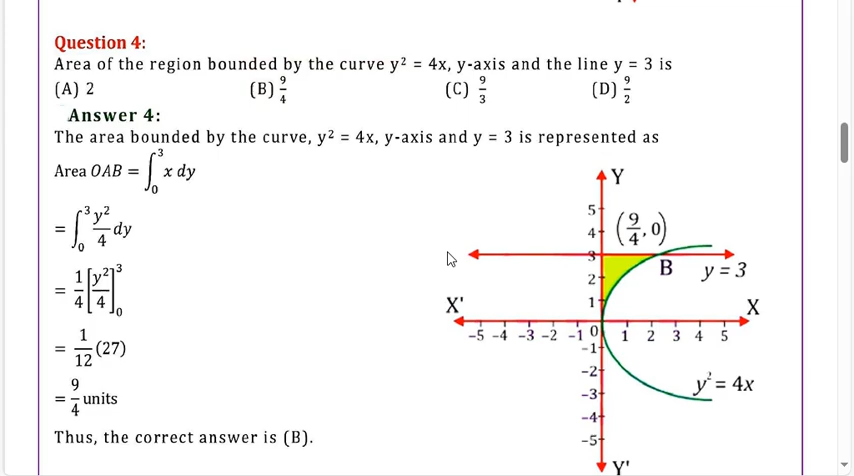 Question 4:
Area of the region bounded by the curve y² = 4x, y-axis and the line y = 3 is
(A) 2 (B) 9/4 (C) 9/3 (D) 9/2
Answer 4:
The area bounded by the curve, y² = 4x, y-axis and y = 3 is represented as
Area OAB = ∫₀³ x dy
= ∫₀³ y²/4 dy
= 1/4 [y²/4]₀³
= 1/12 (27)
= 9/4 units
Thus, the correct answer is (B).
Y
5
4
(9/4, 0)
3
B
y = 3
2
1
X'
X
-5 -4 -3 -2 -1 0 1 2 3 4 5
-1
-2
-3
y² = 4x
-4
-5
Y'